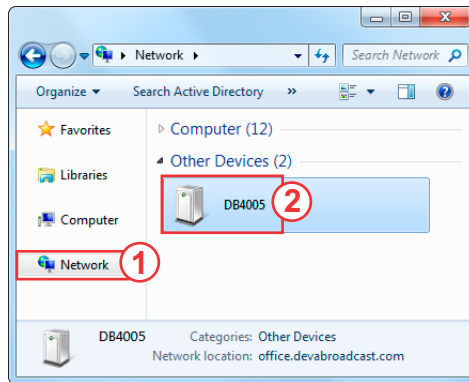 Network
Search Network
Organize
Search Active Directory
»
Favorites
Libraries
Computer
Network
1
Computer (12)
Other Devices (2)
DB4005
2
DB4005
Categories: Other Devices
Network location: office.devabroadcast.com